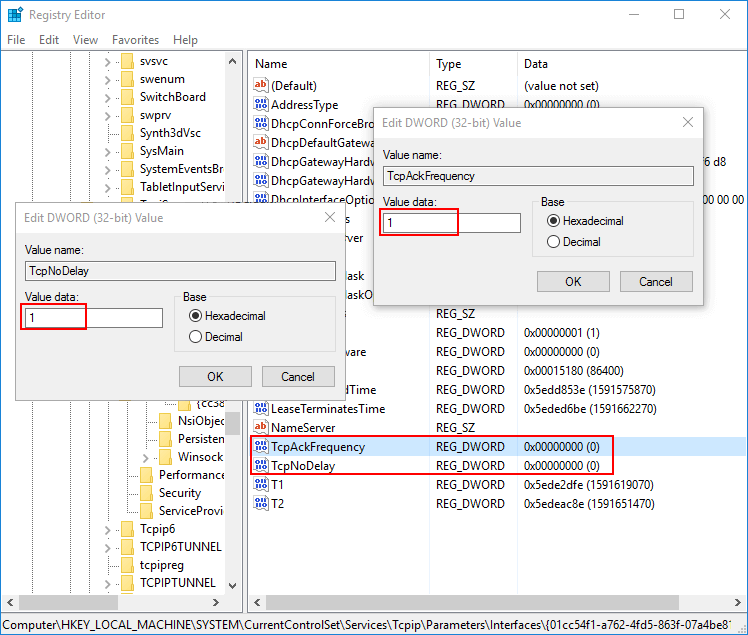 Registry Editor
File Edit View Favorites Help
svsvc
swenum
SwitchBoard
swprv
Synth3dVsc
SysMain
SystemEventsBr
TabletInputServi
Name Type Data
(Default) REG_SZ (value not set)
AddressType REG_DWORD 0x00000000 (0)
DhcpConnForceBro
DhcpDefaultGatewa
DhcpGatewayHardw f6 d8
DhcpGatewayHardw
DhcpInterfaceOptio 00 00 00
Edit DWORD (32-bit) Value
Value name:
TcpAckFrequency
Value data:
1
Base
Hexadecimal
Decimal
OK Cancel
Edit DWORD (32-bit) Value
Value name:
TcpNoDelay
Value data:
1
Base
Hexadecimal
Decimal
OK Cancel
REG_SZ
REG_DWORD 0x00000001 (1)
REG_DWORD 0x00000000 (0)
REG_DWORD 0x00015180 (86400)
REG_DWORD 0x5edd853e (1591575870)
LeaseTerminatesTime REG_DWORD 0x5eded6be (1591662270)
NameServer REG_SZ
TcpAckFrequency REG_DWORD 0x00000000 (0)
TcpNoDelay REG_DWORD 0x00000000 (0)
T1 REG_DWORD 0x5ede2dfe (1591619070)
T2 REG_DWORD 0x5edeac8e (1591651470)
{cc38
NsiObjec
Persisten
Winsock
Performance
Security
ServiceProvi
Tcpip6
TCPIP6TUNNEL
tcpipreg
TCPIPTUNNEL
Computer\HKEY_LOCAL_MACHINE\SYSTEM\CurrentControlSet\Services\Tcpip\Parameters\Interfaces\{01cc54f1-a762-4fd5-863f-07a4be81